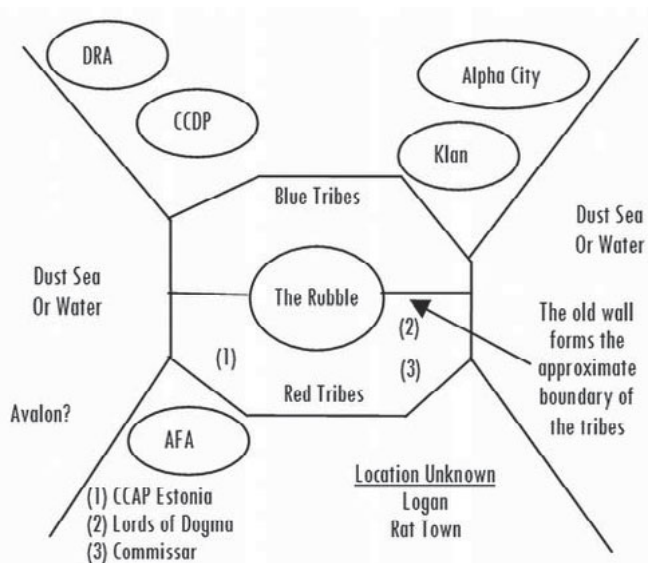 DRA
Alpha City
CCDP
Klan
Blue Tribes
Dust Sea
Or Water
Dust Sea
Or Water
The Rubble
(2)
The old wall
forms the
approximate
boundary of
the tribes
(1)
(3)
Red Tribes
Avalon?
AFA
Location Unknown
Logan
Rat Town
(1) CCAP Estonia
(2) Lords of Dogma
(3) Commissar